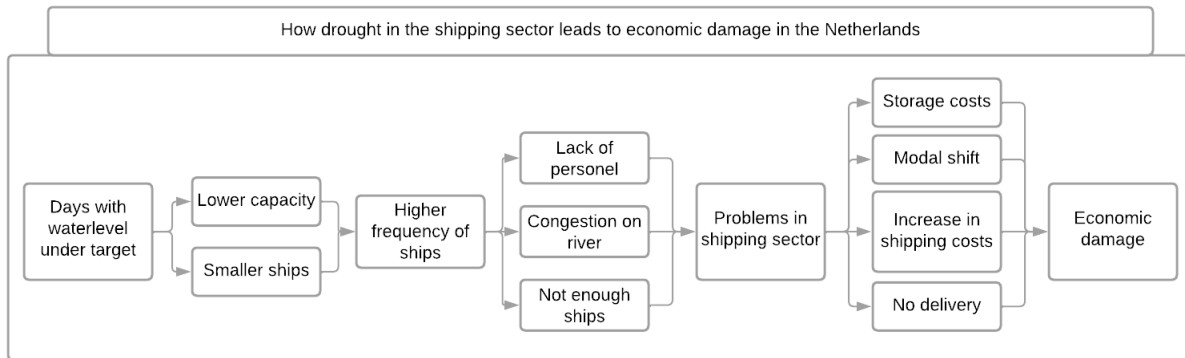 How drought in the shipping sector leads to economic damage in the Netherlands
Days with
waterlevel
under target
Lower capacity
Smaller ships
Higher
frequency of
ships
Lack of
personel
Congestion on
river
Not enough
ships
Problems in
shipping sector
Storage costs
Modal shift
Increase in
shipping costs
No delivery
Economic
damage